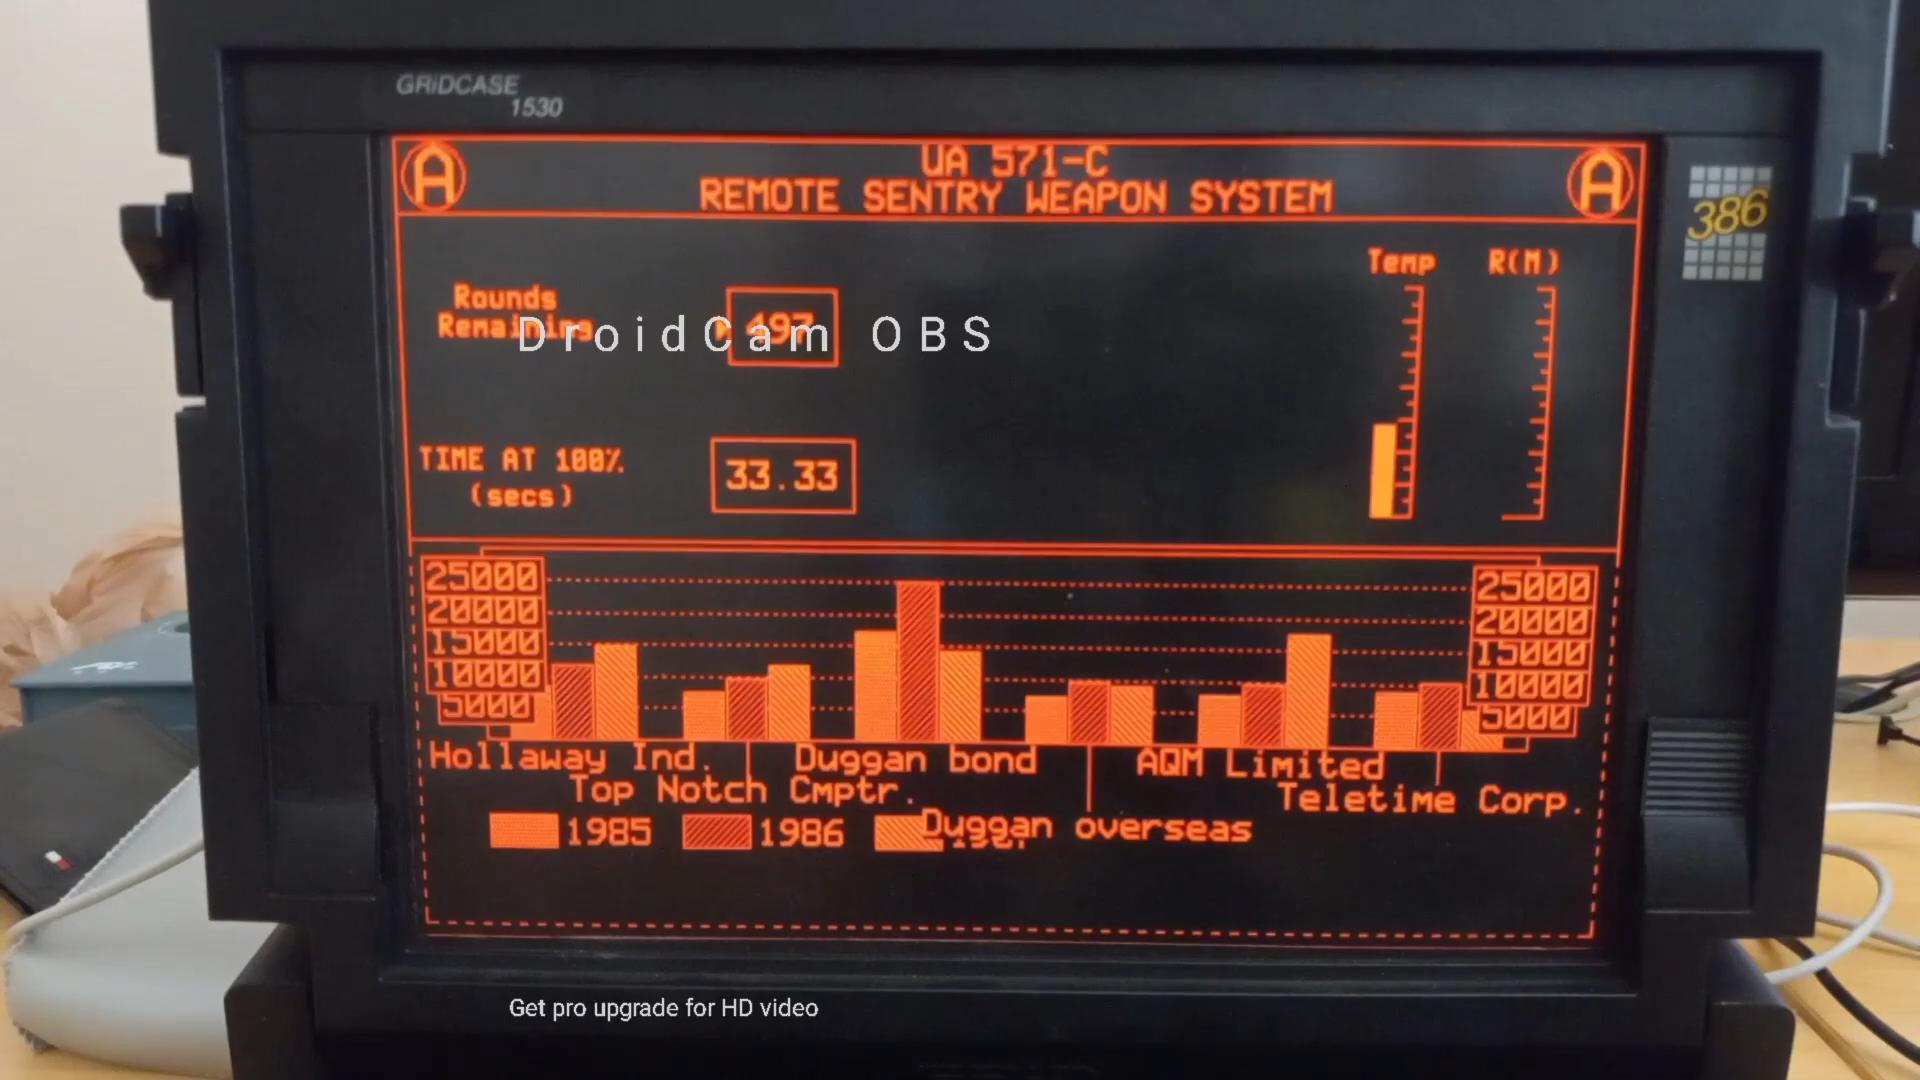 GRiDCASE
1530
386
A
UA 571-C
A
REMOTE SENTRY WEAPON SYSTEM
Temp
R(M)
Rounds
Remaining
497
DroidCam OBS
TIME AT 100%
(secs)
33.33
25000
25000
20000
20000
15000
15000
10000
10000
5000
5000
Hollaway Ind.
Duggan bond
AQM Limited
Top Notch Cmptr.
Teletime Corp.
1985
1986
Duggan overseas
Get pro upgrade for HD video